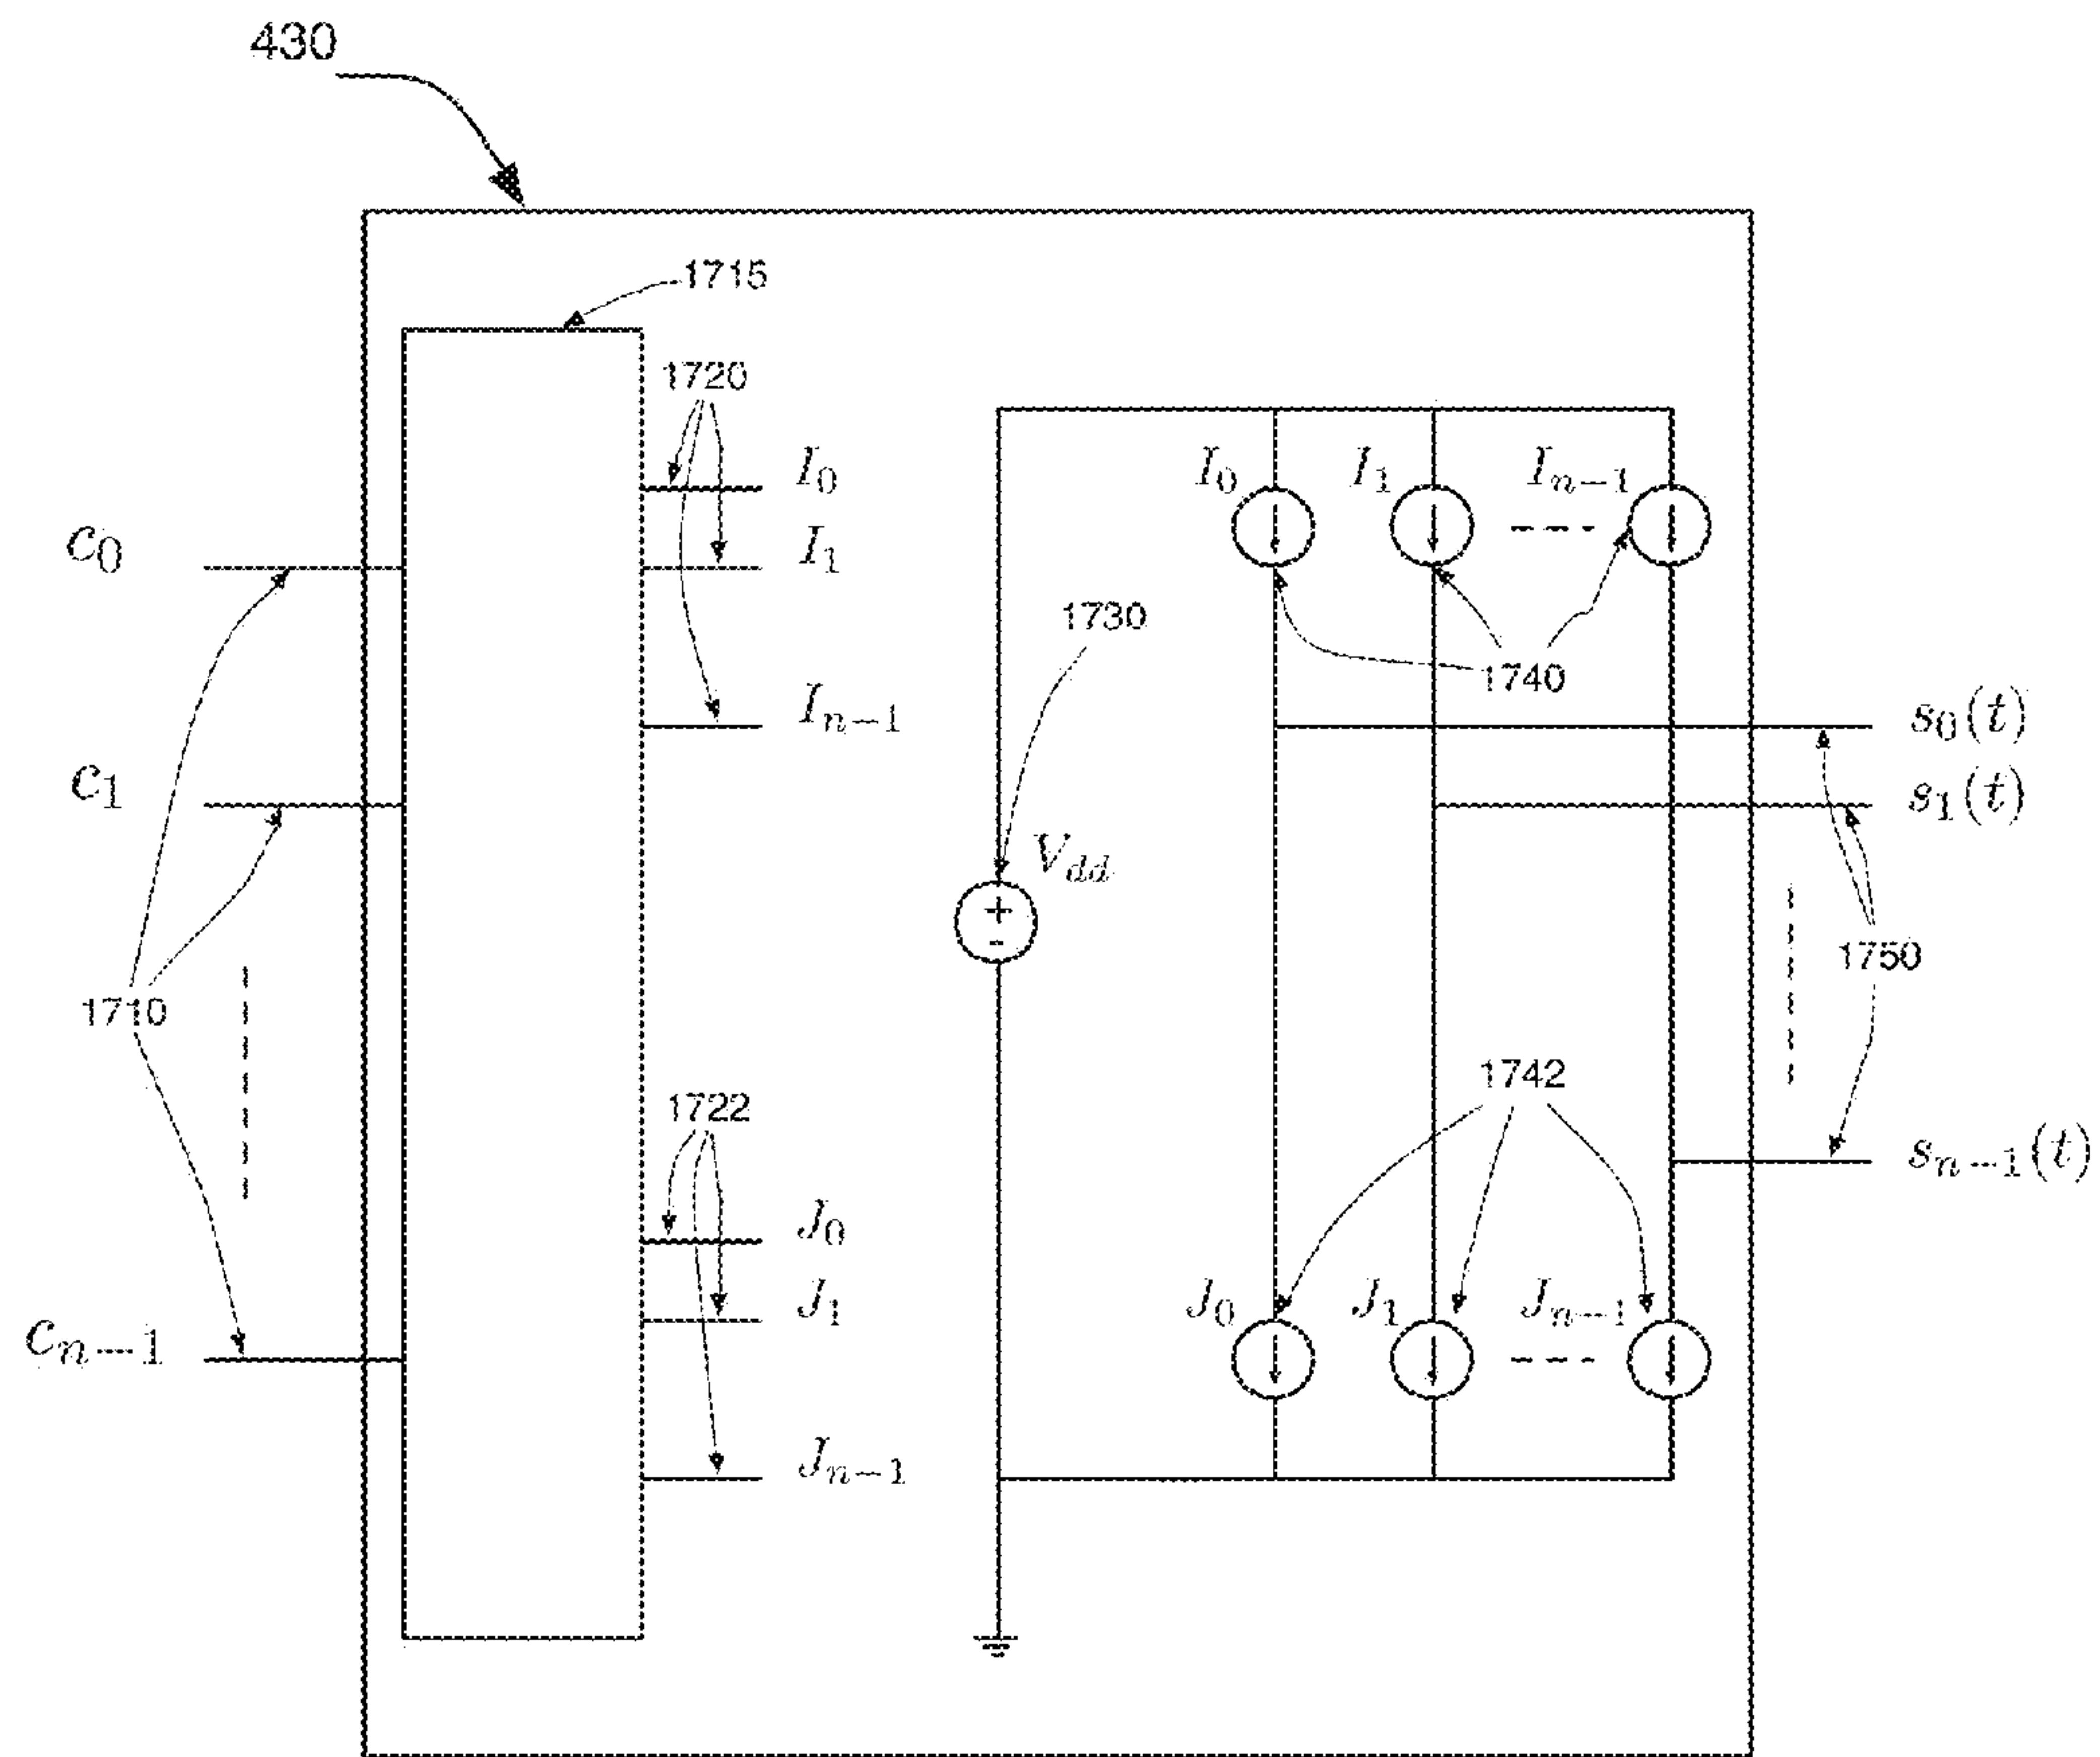 430
1715
1720
I₀
I₁
Iₙ₋₁
c₀
c₁
1710
cₙ₋₁
1722
J₀
J₁
Jₙ₋₁
1730
V_dd
+
-
I₀ I₁ Iₙ₋₁
1740
s₀(t)
s₁(t)
1750
sₙ₋₁(t)
1742
J₀ J₁ Jₙ₋₁